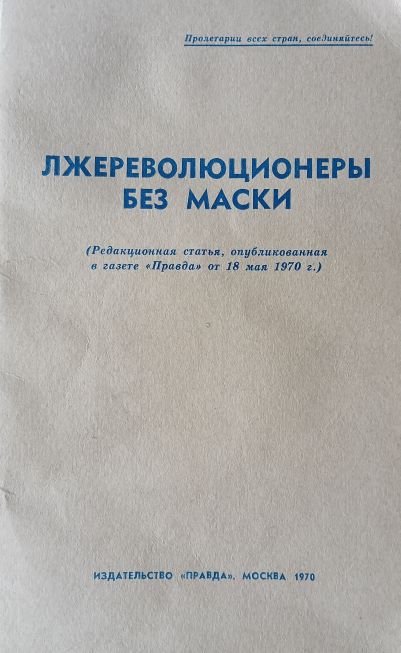 Пролетарии всех стран, соединяйтесь!
ЛЖЕРЕВОЛЮЦИОНЕРЫ
БЕЗ МАСКИ
(Редакционная статья, опубликованная
в газете «Правда» от 18 мая 1970 г.)
ИЗДАТЕЛЬСТВО «ПРАВДА». МОСКВА 1970